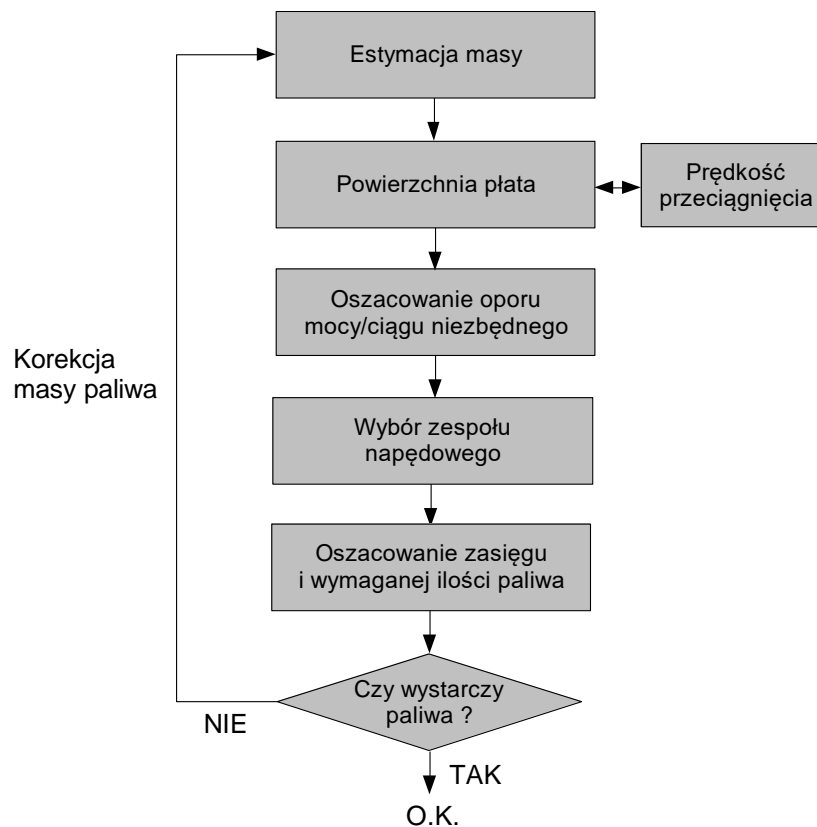 Estymacja masy
Powierzchnia płata
Prędkość
przeciągnięcia
Oszacowanie oporu
mocy/ciągu niezbędnego
Korekcja
masy paliwa
Wybór zespołu
napędowego
Oszacowanie zasięgu
i wymaganej ilości paliwa
Czy wystarczy
paliwa ?
NIE
TAK
O.K.